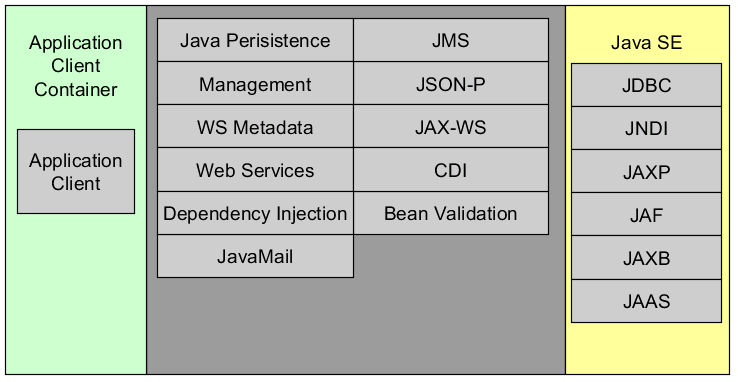 Application
Client
Container
Application
Client
Java Perisistence
JMS
Management
JSON-P
WS Metadata
JAX-WS
Web Services
CDI
Dependency Injection
Bean Validation
JavaMail
Java SE
JDBC
JNDI
JAXP
JAF
JAXB
JAAS